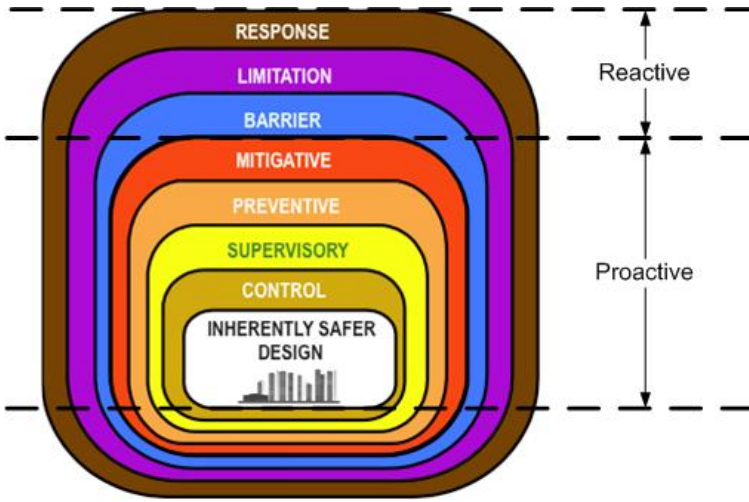 RESPONSE
LIMITATION
BARRIER
MITIGATIVE
PREVENTIVE
SUPERVISORY
CONTROL
INHERENTLY SAFER
DESIGN
Reactive
Proactive